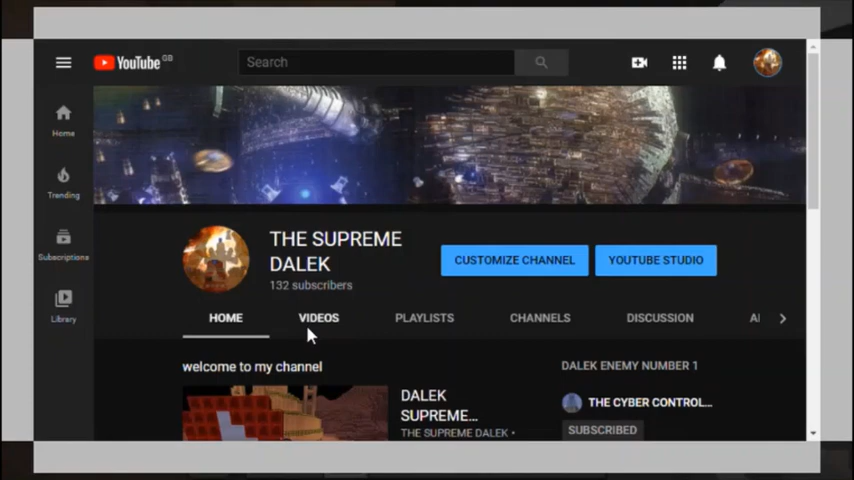 YouTube GB
Search
Home
Trending
Subscriptions
Library
THE SUPREME
DALEK
132 subscribers
CUSTOMIZE CHANNEL
YOUTUBE STUDIO
HOME
VIDEOS
PLAYLISTS
CHANNELS
DISCUSSION
welcome to my channel
DALEK
SUPREME...
THE SUPREME DALEK •
DALEK ENEMY NUMBER 1
THE CYBER CONTROL...
SUBSCRIBED